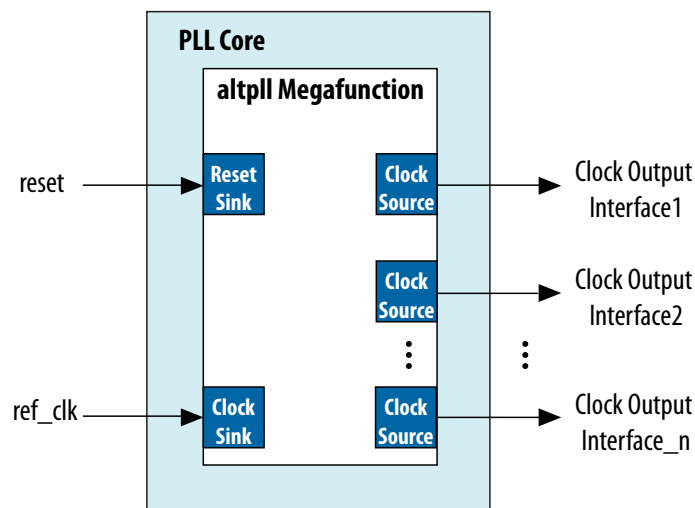 PLL Core
altpll Megafunction
reset
Reset
Sink
Clock
Source
Clock Output
Interface1
Clock
Source
Clock Output
Interface2
ref_clk
Clock
Sink
Clock
Source
Clock Output
Interface_n